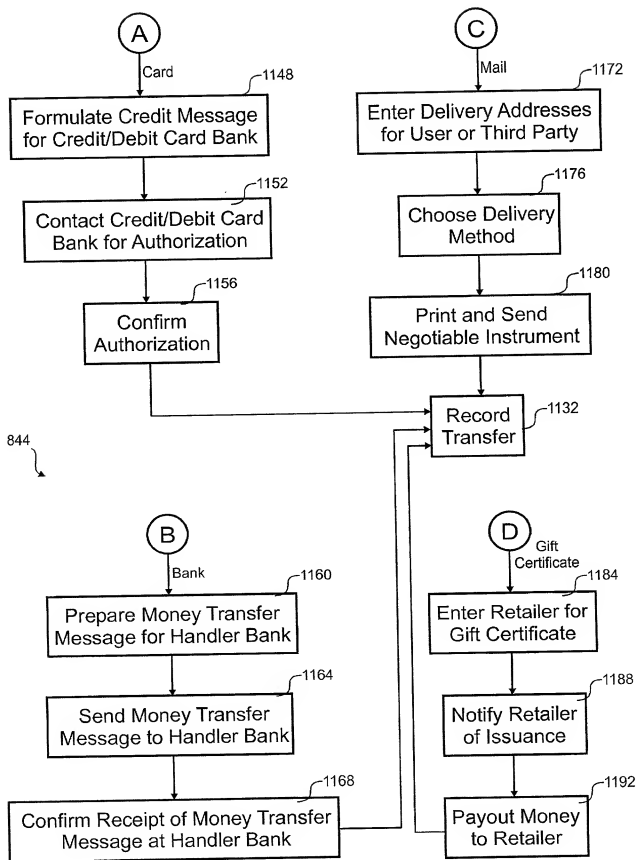 A
Card
1148
Formulate Credit Message
for Credit/Debit Card Bank
1152
Contact Credit/Debit Card
Bank for Authorization
1156
Confirm
Authorization
C
Mail
1172
Enter Delivery Addresses
for User or Third Party
1176
Choose Delivery
Method
1180
Print and Send
Negotiable Instrument
Record
Transfer
1132
844
B
Bank
1160
Prepare Money Transfer
Message for Handler Bank
1164
Send Money Transfer
Message to Handler Bank
1168
Confirm Receipt of Money Transfer
Message at Handler Bank
D
Gift
Certificate
1184
Enter Retailer for
Gift Certificate
1188
Notify Retailer
of Issuance
1192
Payout Money
to Retailer